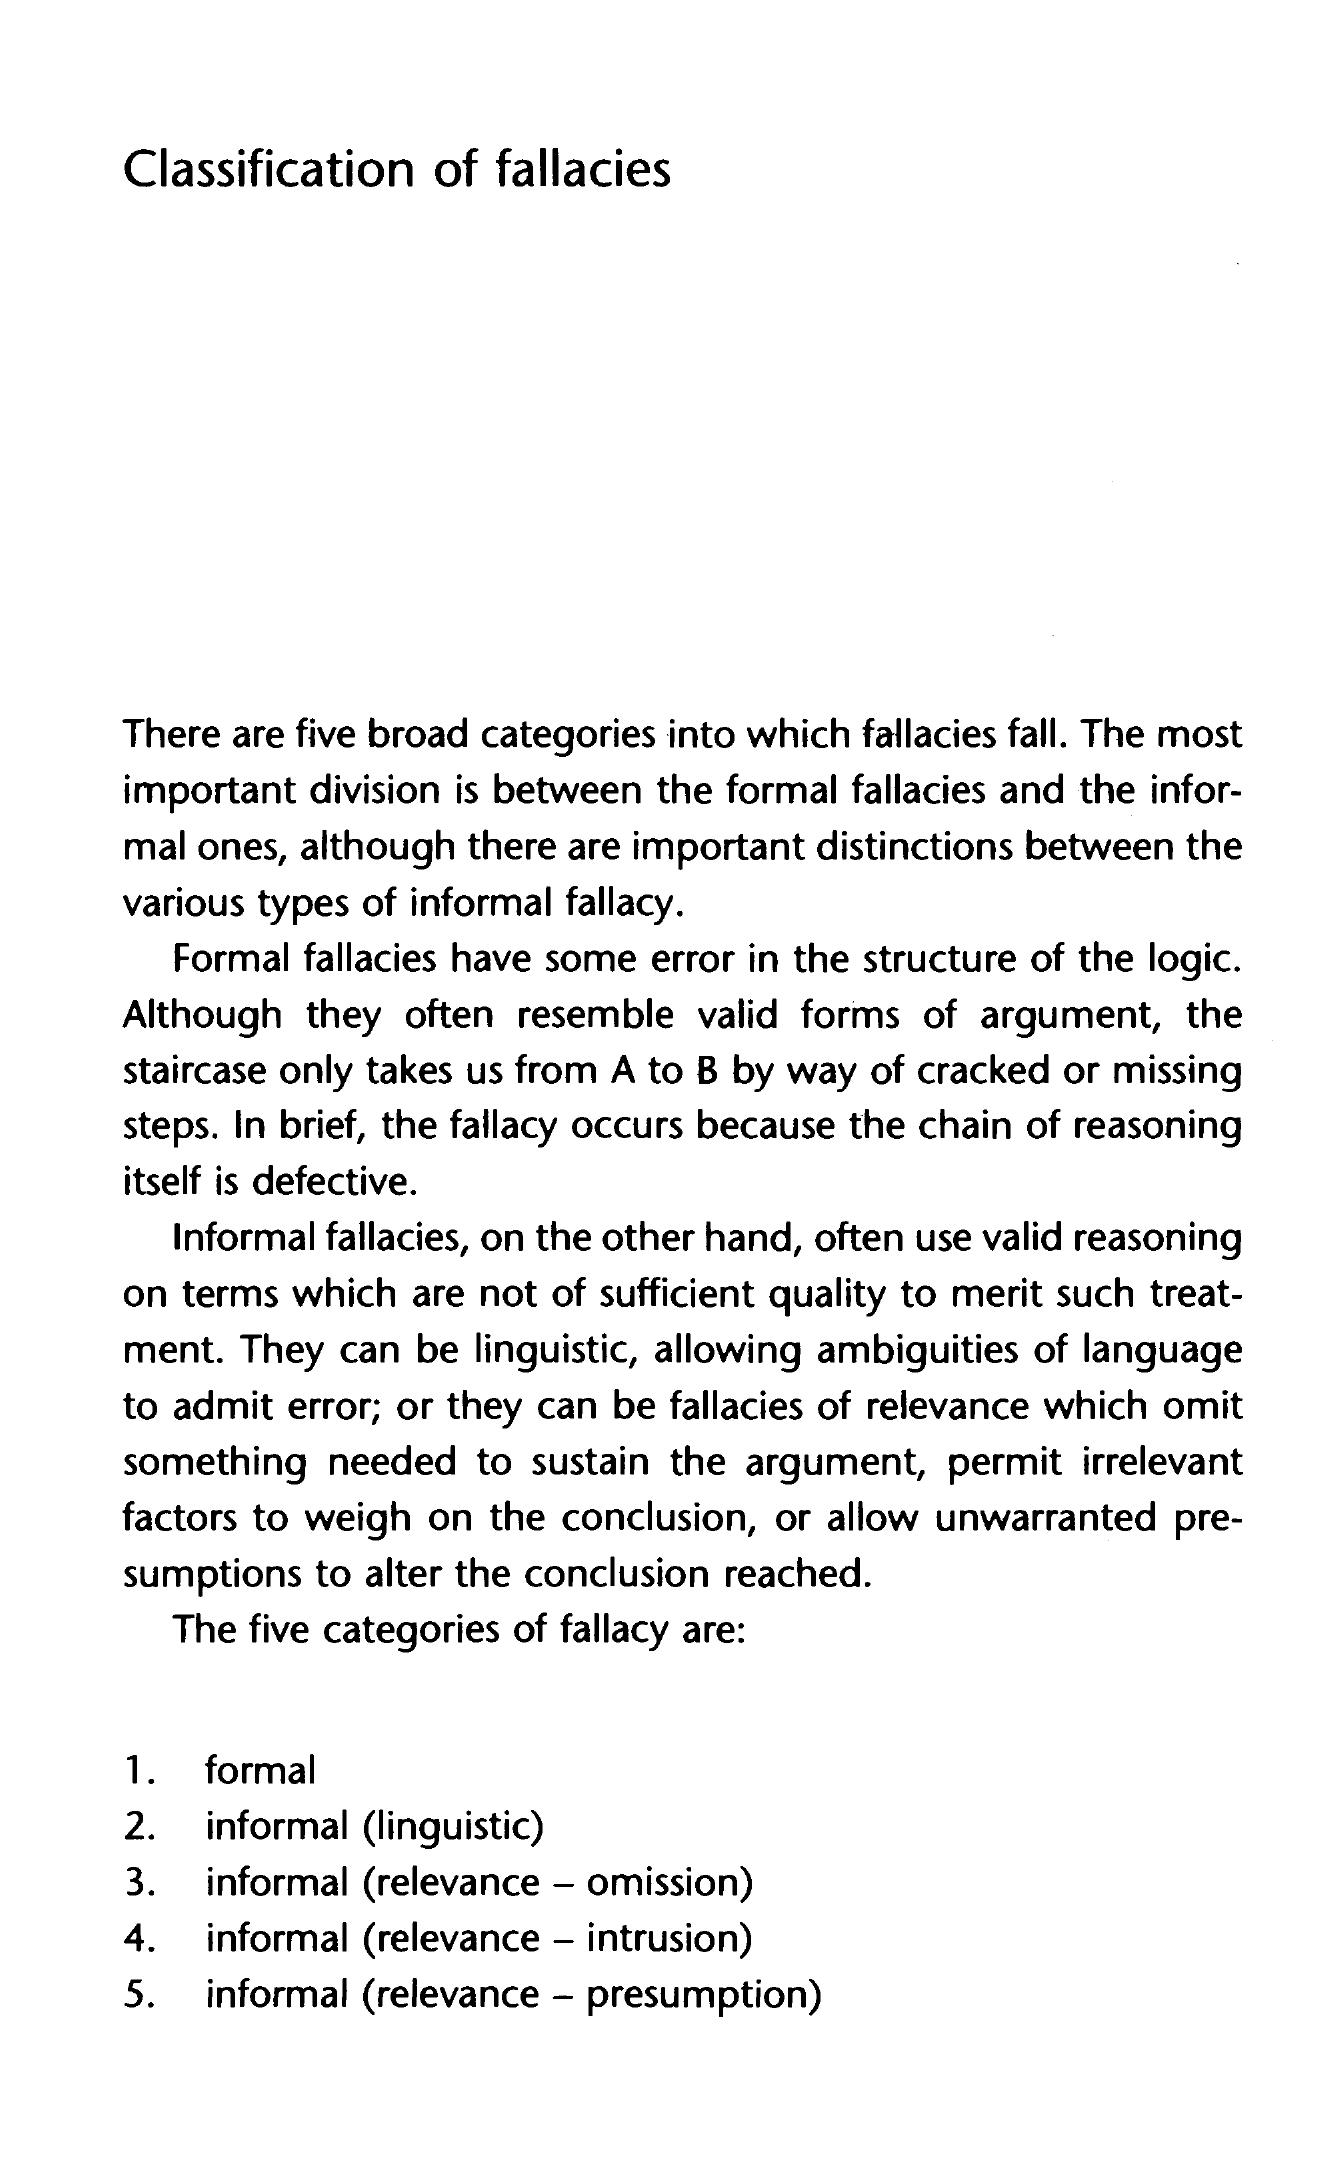 Classification of fallacies
There are five broad categories into which fallacies fall. The most
important division is between the formal fallacies and the infor-
mal ones, although there are important distinctions between the
various types of informal fallacy.
Formal fallacies have some error in the structure of the logic.
Although they often resemble valid forms of argument, the
staircase only takes us from A to B by way of cracked or missing
steps. In brief, the fallacy occurs because the chain of reasoning
itself is defective.
Informal fallacies, on the other hand, often use valid reasoning
on terms which are not of sufficient quality to merit such treat-
ment. They can be linguistic, allowing ambiguities of language
to admit error; or they can be fallacies of relevance which omit
something needed to sustain the argument, permit irrelevant
factors to weigh on the conclusion, or allow unwarranted pre-
sumptions to alter the conclusion reached.
The five categories of fallacy are:
1. formal
2. informal (linguistic)
3. informal (relevance – omission)
4. informal (relevance – intrusion)
5. informal (relevance – presumption)